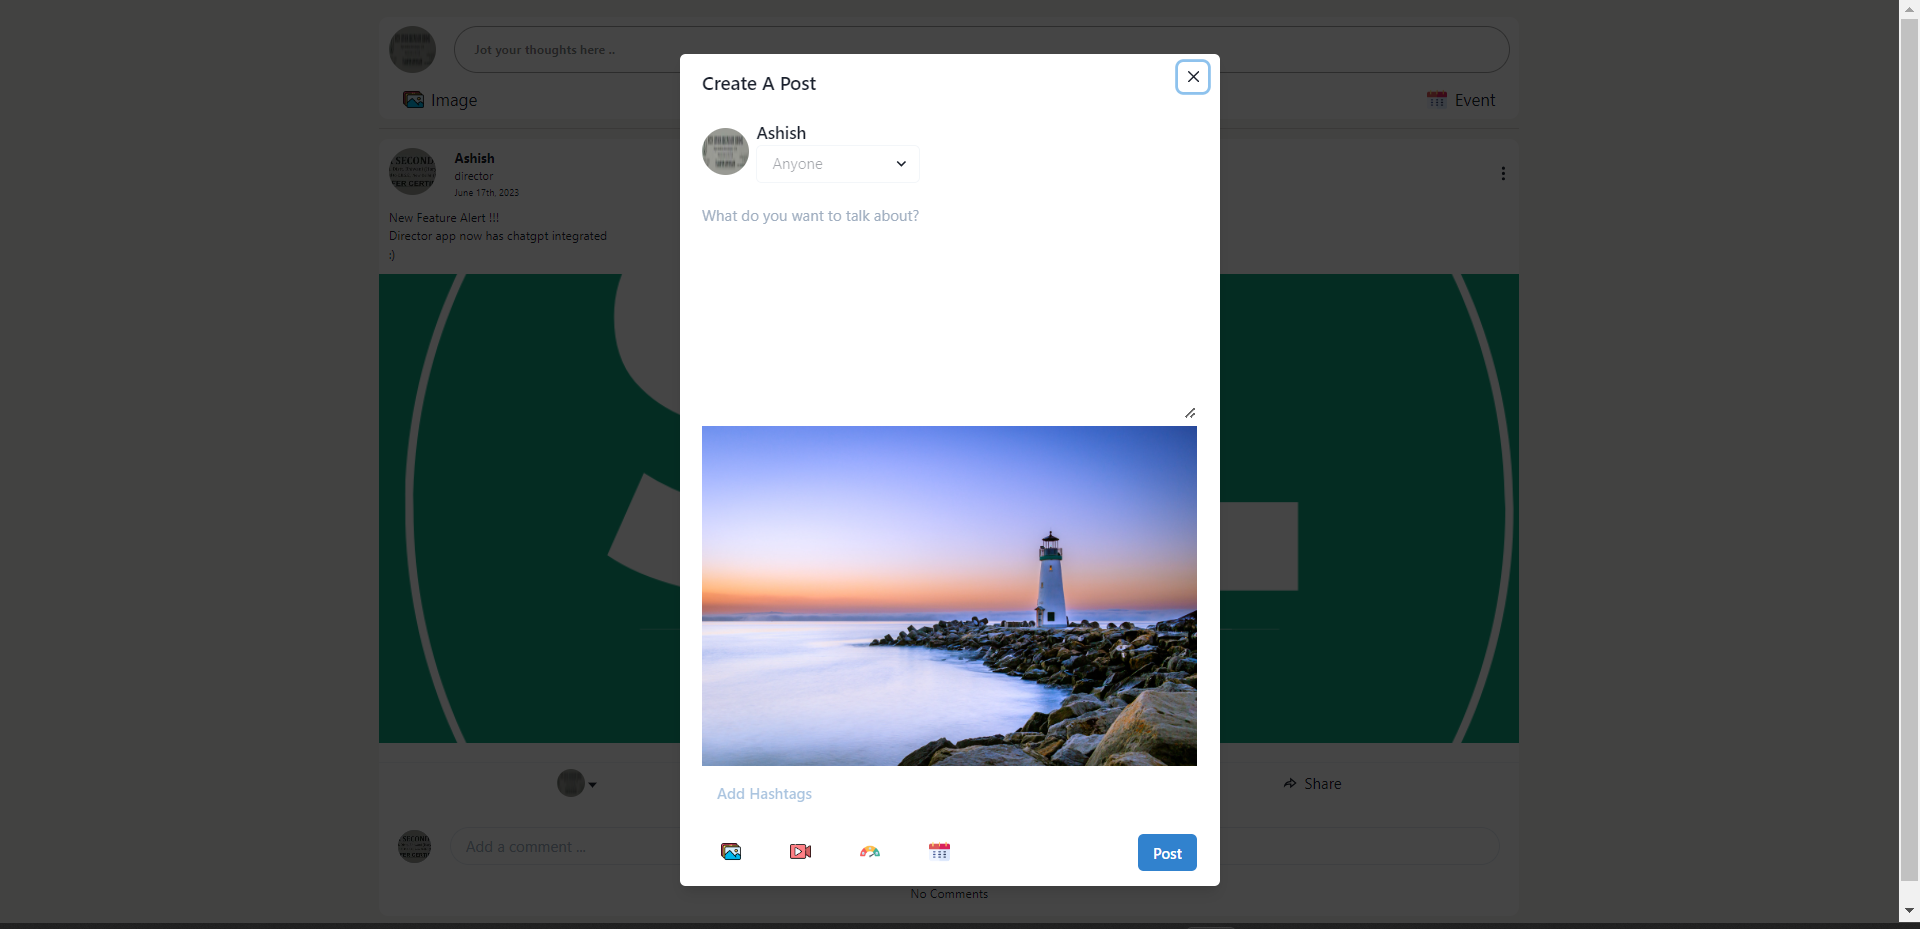 Jot your thoughts here ..
Image
Event
Ashish
director
June 17th, 2023
New Feature Alert !!!
Director app now has chatgpt integrated
:)
Share
Add a comment ...
No Comments
Create A Post
Ashish
Anyone
What do you want to talk about?
Add Hashtags
Post